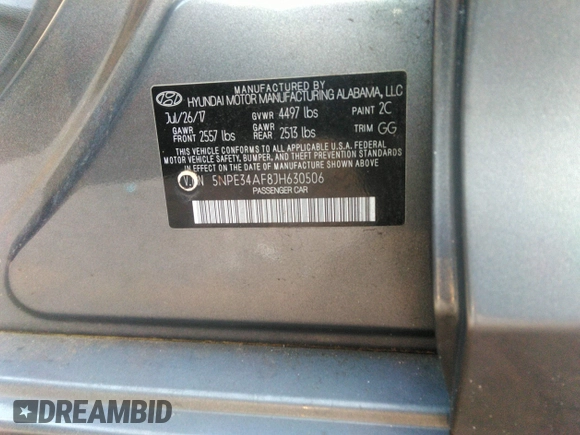 MANUFACTURED BY
HYUNDAI MOTOR MANUFACTURING ALABAMA, LLC
Jul/26/17 GVWR 4497 lbs PAINT 2C
GAWR FRONT 2557 lbs GAWR REAR 2513 lbs TRIM GG
THIS VEHICLE CONFORMS TO ALL APPLICABLE U.S.A. FEDERAL
MOTOR VEHICLE SAFETY, BUMPER, AND THEFT PREVENTION STANDARDS
IN EFFECT ON THE DATE OF MANUFACTURE SHOWN ABOVE.
VIN 5NPE34AF8JH630506
PASSENGER CAR
DREAMBID